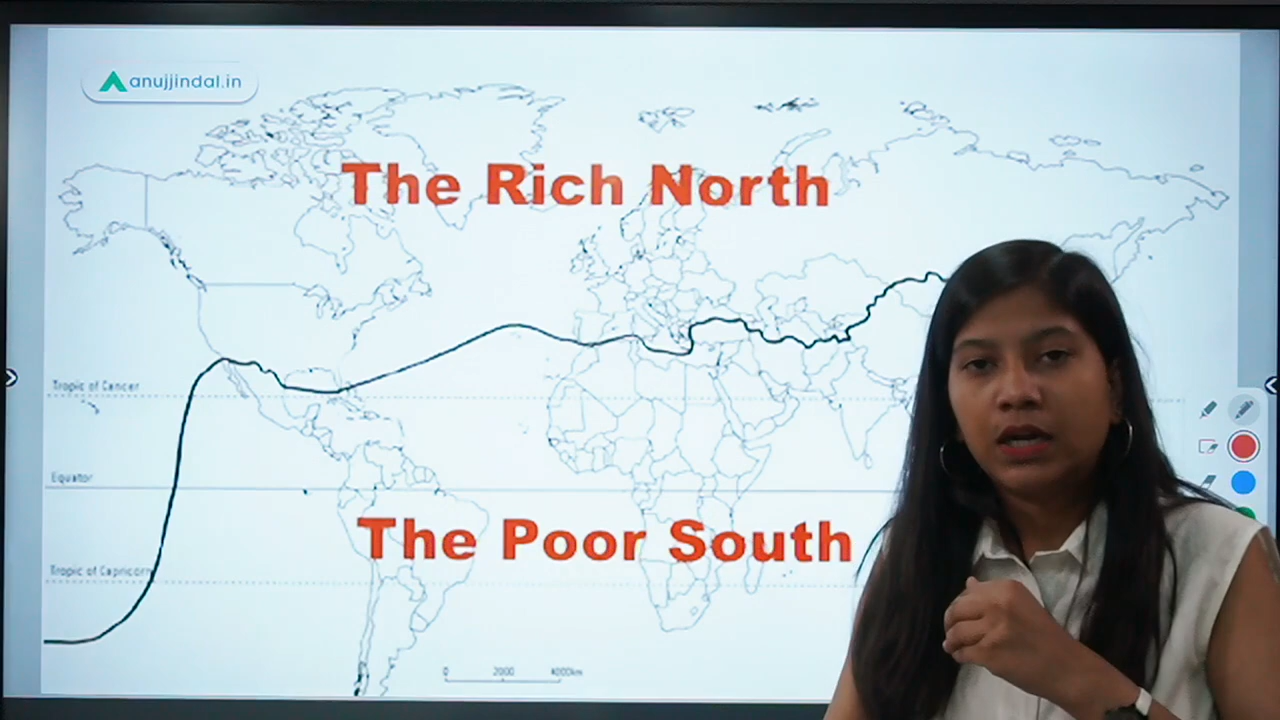 anujjindal.in
The Rich North
Tropic of Cancer
Equator
The Poor South
Tropic of Capricorn
0 2000 4000km